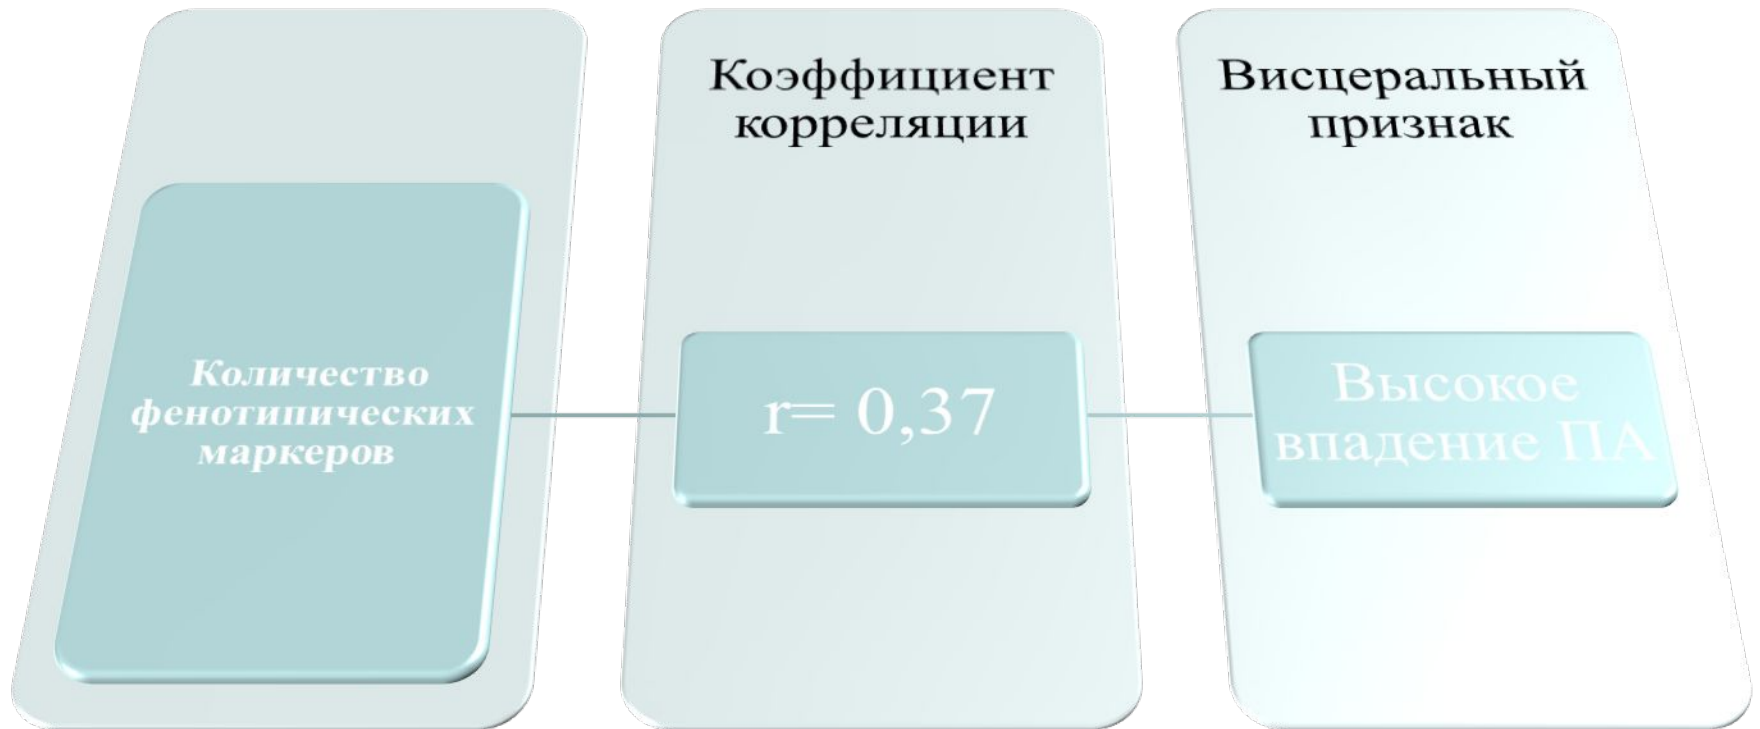 Количество
фенотипических
маркеров
Коэффициент
корреляции
r= 0,37
Висцеральный
признак
Высокое
впадение ПА